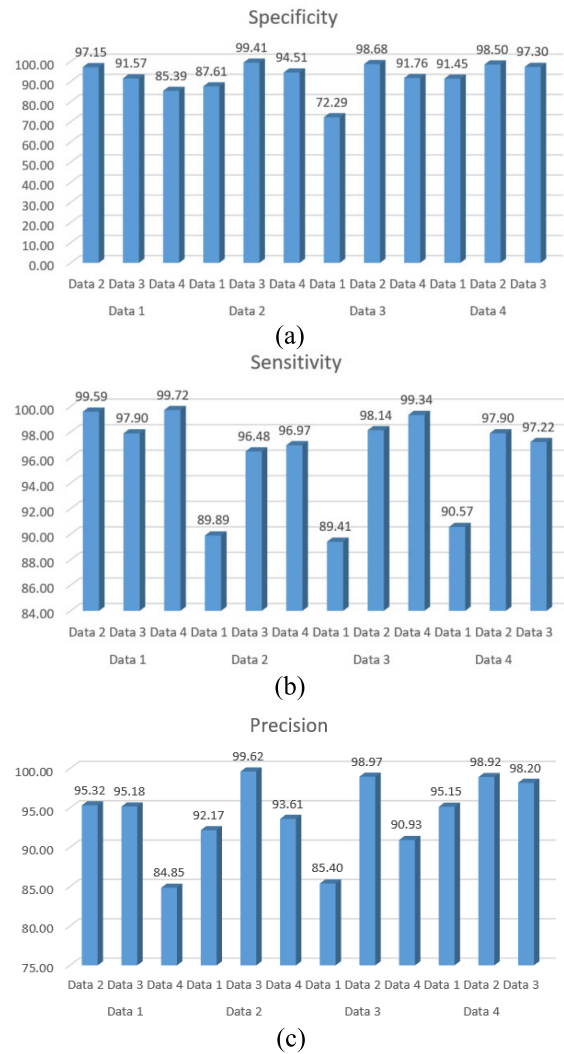 Specificity
97.15 91.57 85.39 87.61 99.41 94.51 72.29 98.68 91.76 91.45 98.50 97.30
100.00
90.00
80.00
70.00
60.00
50.00
40.00
30.00
20.00
10.00
0.00
Data 2 Data 3 Data 4 Data 1 Data 3 Data 4 Data 1 Data 2 Data 4 Data 1 Data 2 Data 3
Data 1 Data 2 Data 3 Data 4
(a)
Sensitivity
99.59 97.90 99.72 89.89 96.48 96.97 89.41 98.14 99.34 90.57 97.90 97.22
100.00
98.00
96.00
94.00
92.00
90.00
88.00
86.00
84.00
Data 2 Data 3 Data 4 Data 1 Data 3 Data 4 Data 1 Data 2 Data 4 Data 1 Data 2 Data 3
Data 1 Data 2 Data 3 Data 4
(b)
Precision
95.32 95.18 84.85 92.17 99.62 93.61 85.40 98.97 90.93 95.15 98.92 98.20
100.00
95.00
90.00
85.00
80.00
75.00
Data 2 Data 3 Data 4 Data 1 Data 3 Data 4 Data 1 Data 2 Data 4 Data 1 Data 2 Data 3
Data 1 Data 2 Data 3 Data 4
(c)